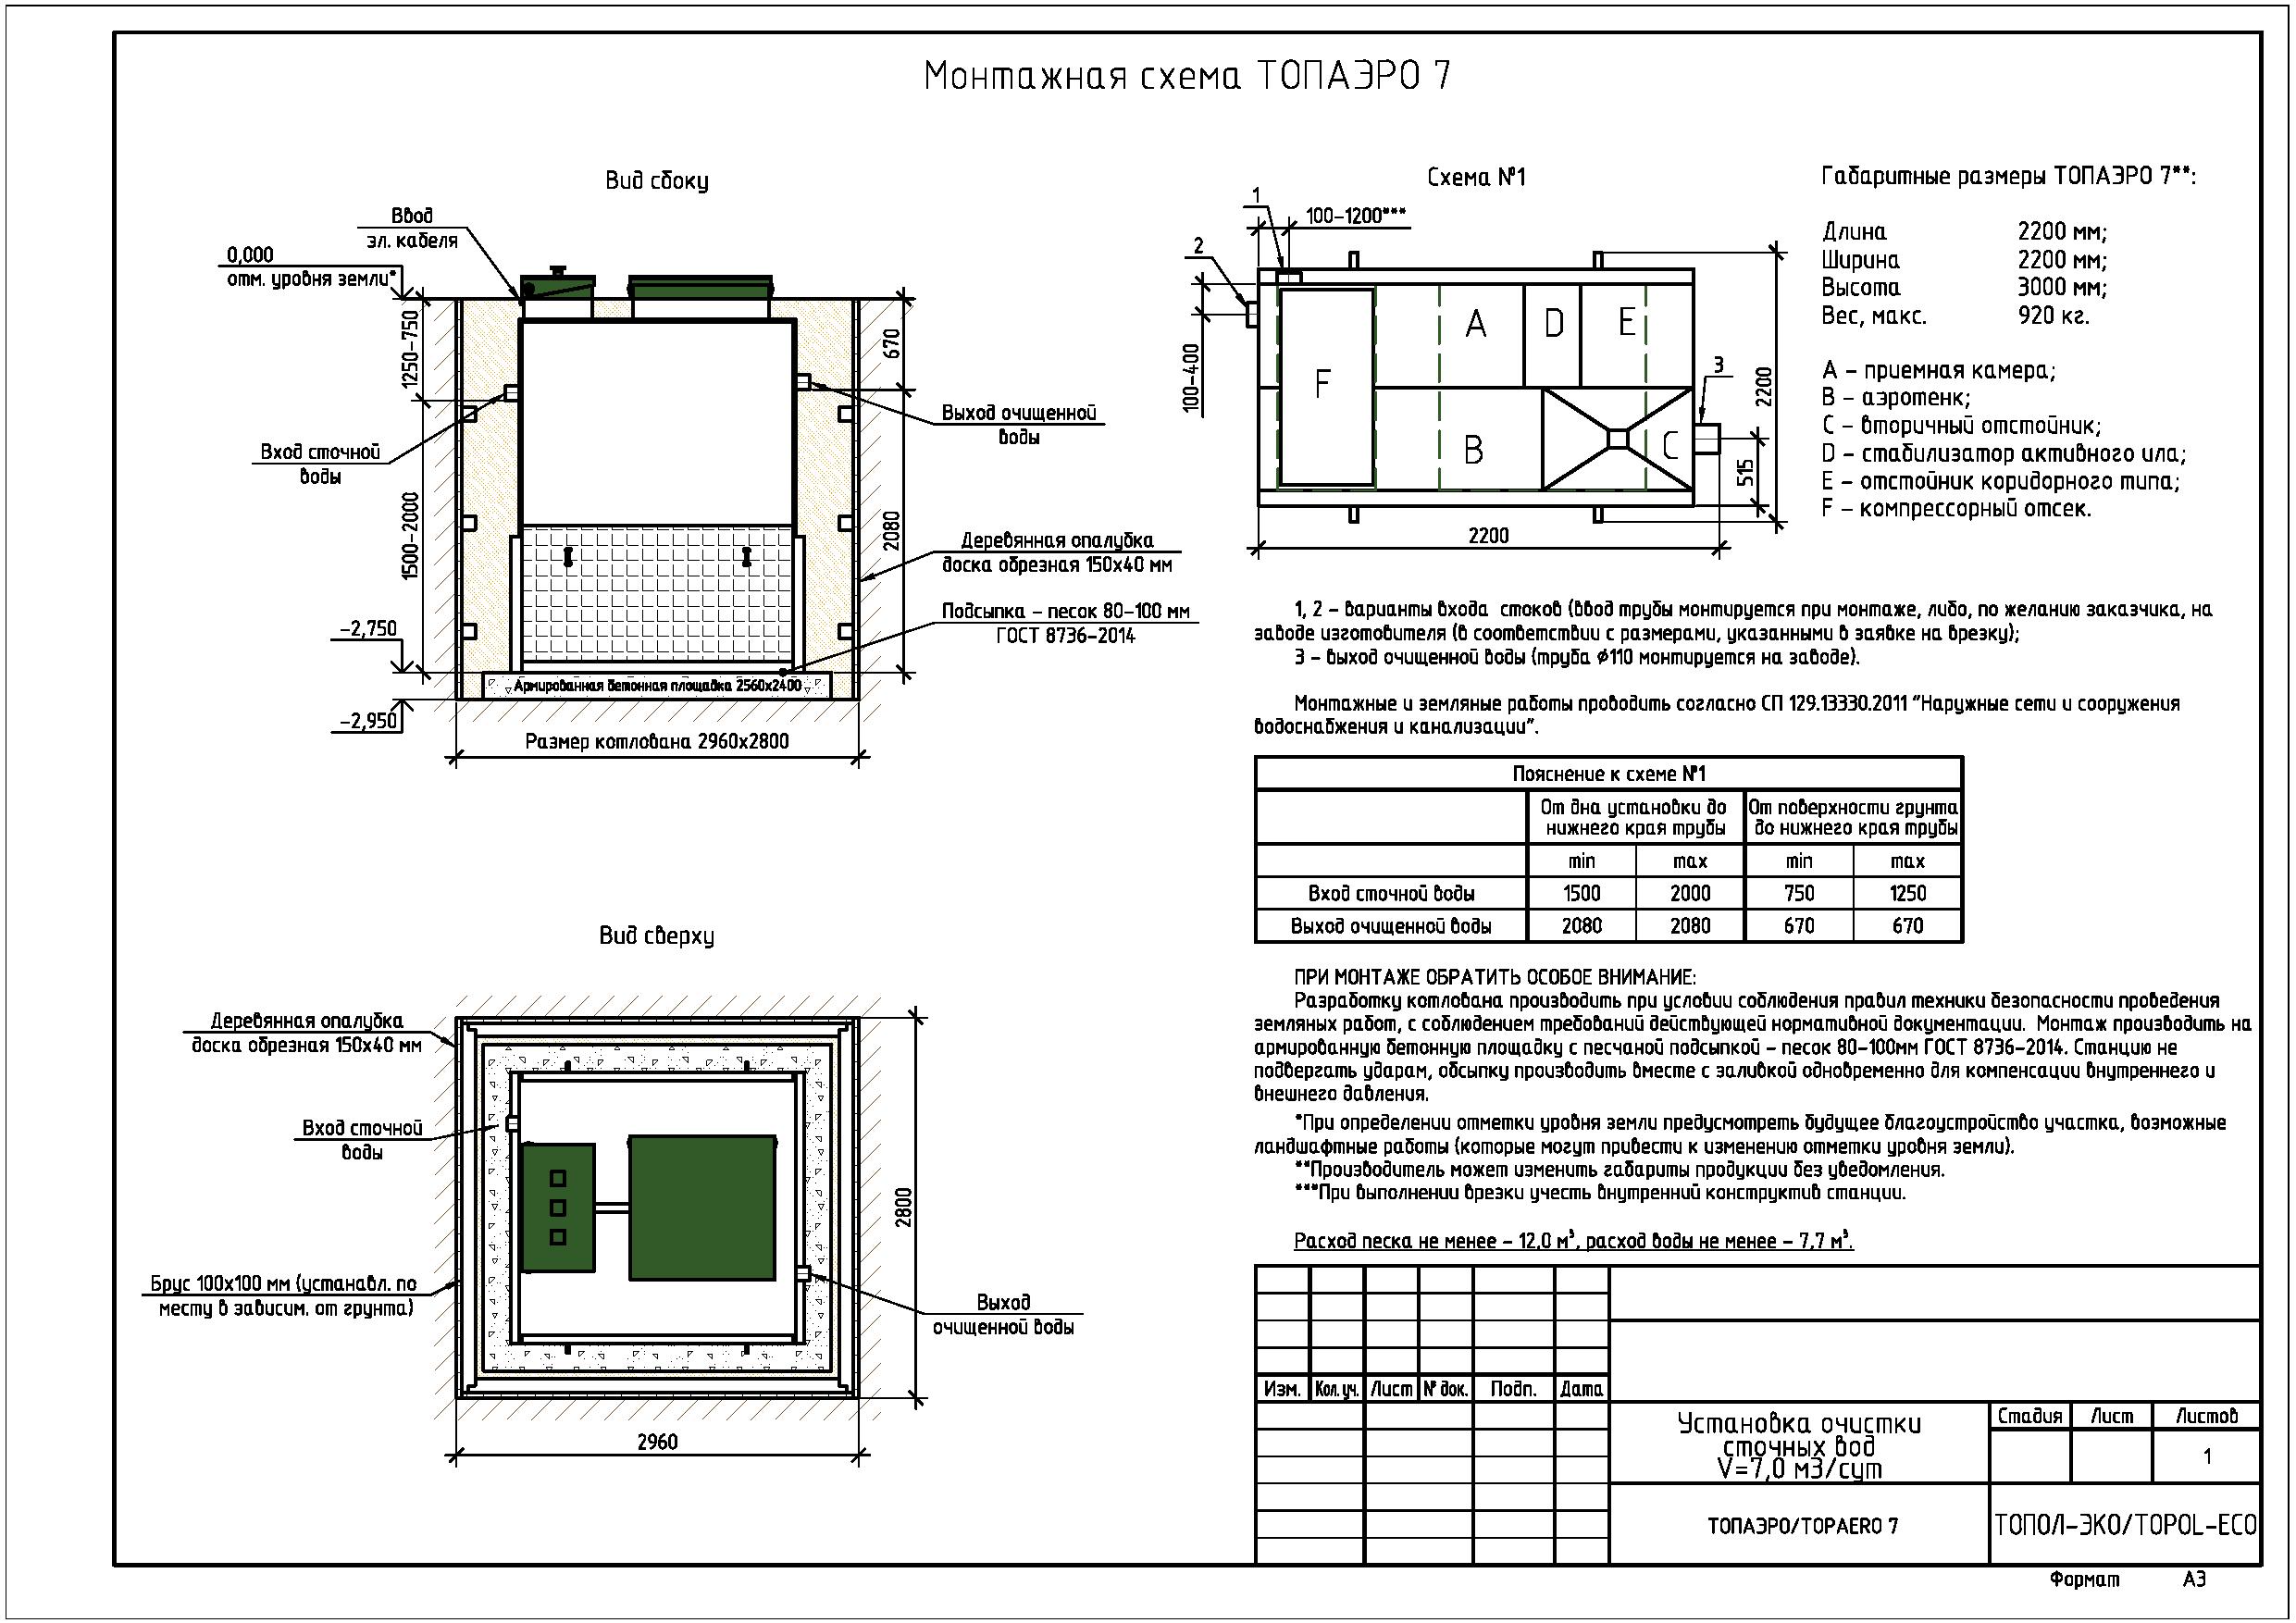 Монтажная схема ТОПАЭРО 7
Вид сбоку
Ввод
эл. кабеля
0,000
отм. уровня земли*
1250-750
670
Вход сточной
воды
Выход очищенной
воды
1500-2000
2080
Деревянная опалубка
доска обрезная 150х40 мм
Подсыпка - песок 80-100 мм
ГОСТ 8736-2014
-2,750
Армированная бетонная площадка 2560х2400
-2,950
Размер котлована 2960х2800
Вид сверху
Деревянная опалубка
доска обрезная 150х40 мм
Вход сточной
воды
2800
Брус 100х100 мм (устанавл. по
месту в зависим. от грунта)
Выход
очищенной воды
2960
Схема №1
1
100-1200***
2
100-400
A
D
E
F
B
C
3
2200
515
2200
Габаритные размеры ТОПАЭРО 7**:
Длина 2200 мм;
Ширина 2200 мм;
Высота 3000 мм;
Вес, макс. 920 кг.
A - приемная камера;
B - аэротенк;
C - вторичный отстойник;
D - стабилизатор активного ила;
E - отстойник коридорного типа;
F - компрессорный отсек.
1, 2 - варианты входа стоков (ввод трубы монтируется при монтаже, либо, по желанию заказчика, на
заводе изготовителя (в соответствии с размерами, указанными в заявке на врезку);
3 - выход очищенной воды (труба ϕ110 монтируется на заводе).
Монтажные и земляные работы проводить согласно СП 129.13330.2011 "Наружные сети и сооружения
водоснабжения и канализации".
Пояснение к схеме №1
От дна установки до нижнего края трубы От поверхности грунта до нижнего края трубы
min max min max
Вход сточной воды 1500 2000 750 1250
Выход очищенной воды 2080 2080 670 670
ПРИ МОНТАЖЕ ОБРАТИТЬ ОСОБОЕ ВНИМАНИЕ:
Разработку котлована производить при условии соблюдения правил техники безопасности проведения
земляных работ, с соблюдением требований действующей нормативной документации. Монтаж производить на
армированную бетонную площадку с песчаной подсыпкой - песок 80-100мм ГОСТ 8736-2014. Станцию не
подвергать ударам, обсыпку производить вместе с заливкой одновременно для компенсации внутреннего и
внешнего давления.
*При определении отметки уровня земли предусмотреть будущее благоустройство участка, возможные
ландшафтные работы (которые могут привести к изменению отметки уровня земли).
**Производитель может изменить габариты продукции без уведомления.
***При выполнении врезки учесть внутренний конструктив станции.
Расход песка не менее - 12,0 м³, расход воды не менее - 7,7 м³.
Изм. Кол.уч. Лист № док. Подп. Дата
Установка очистки
сточных вод
V=7,0 м3/сут
Стадия Лист Листов
1
ТОПАЭРО/TOPAERO 7
ТОПОЛ-ЭКО/TOPOL-ECO
Формат А3